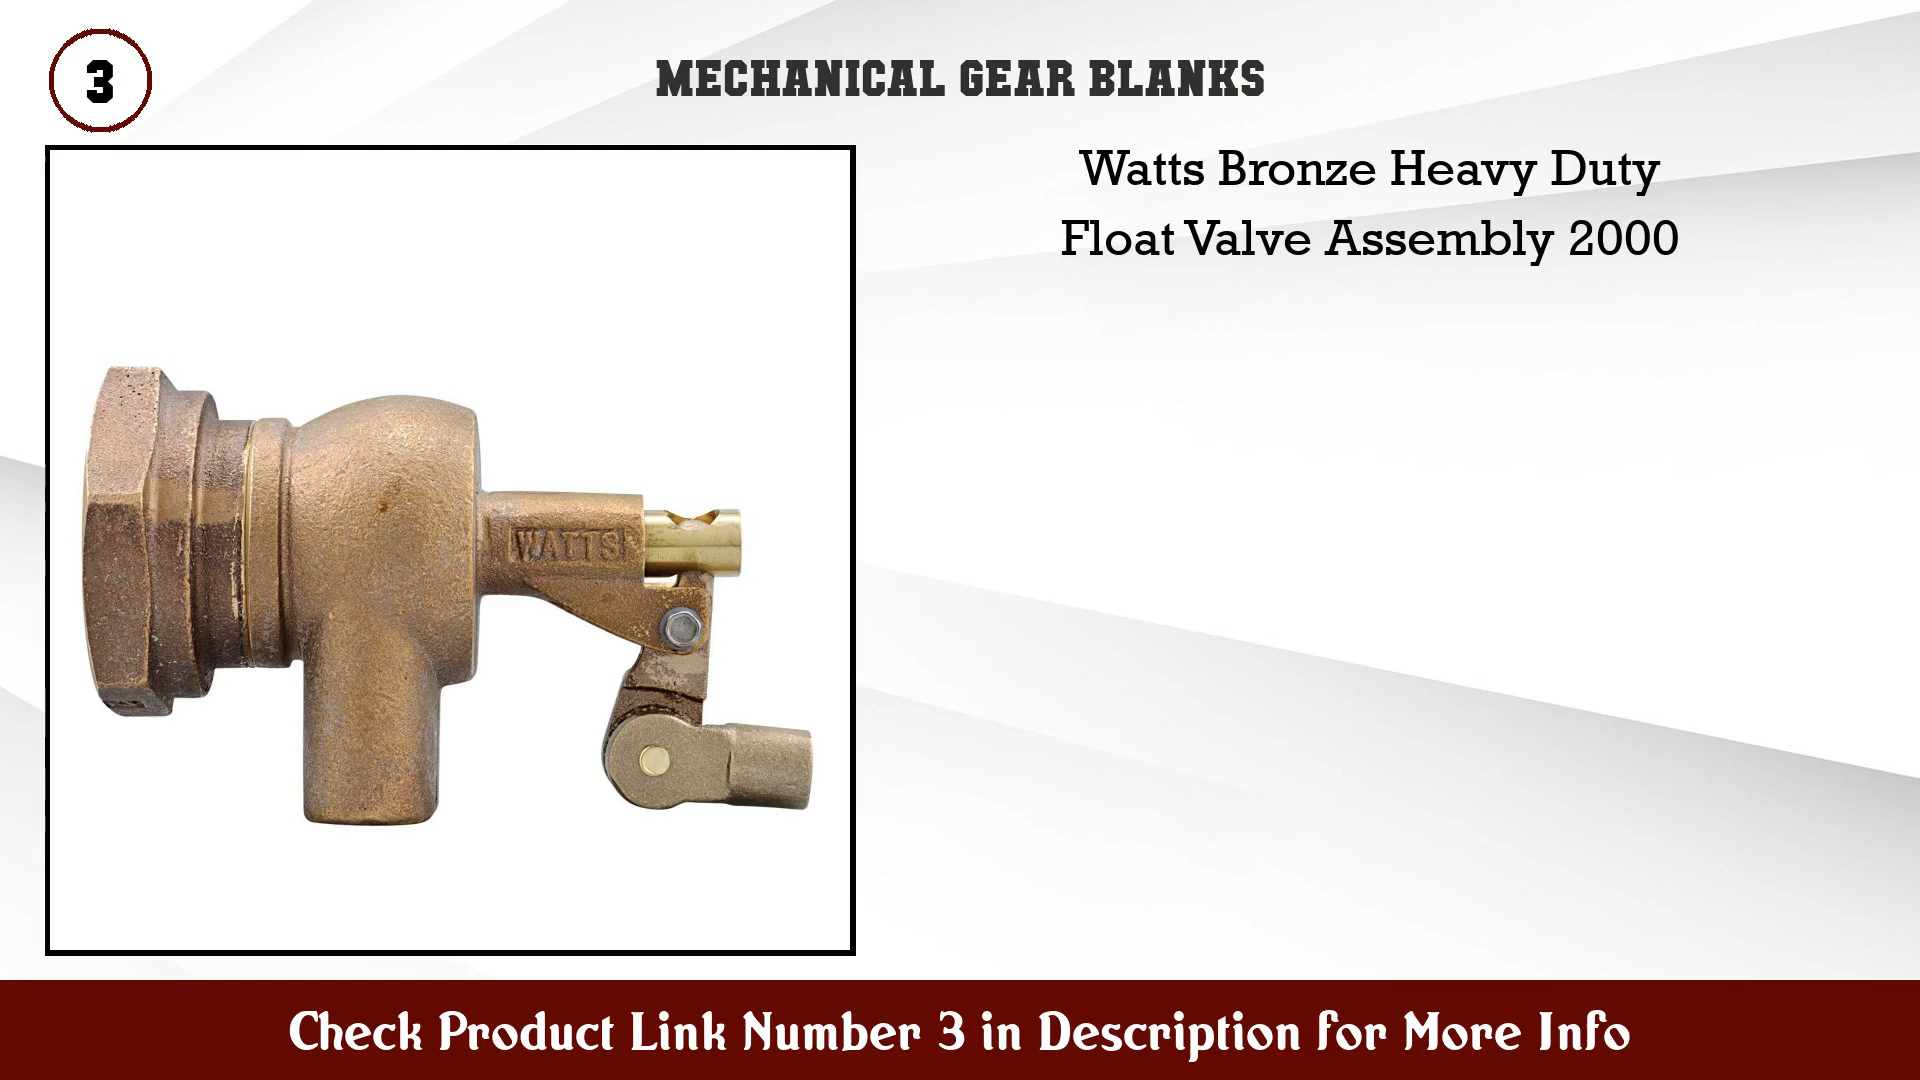 3
MECHANICAL GEAR BLANKS
Watts Bronze Heavy Duty
Float Valve Assembly 2000
WATTS
Check Product Link Number 3 in Description for More Info